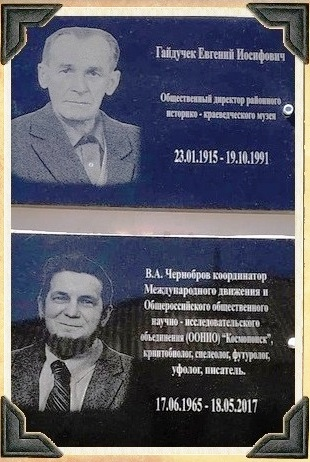 Гайдучек Евгений Иосифович
Общественный директор районного
историко - краеведческого музея
23.01.1915 - 19.10.1991
В.А. Чернобров координатор
Международного движения и
Общероссийского общественного
научно - исследовательского
объединения (ООНИО) "Космопоиск",
криптобиолог, спелеолог, футуролог,
уфолог, писатель.
17.06.1965 - 18.05.2017